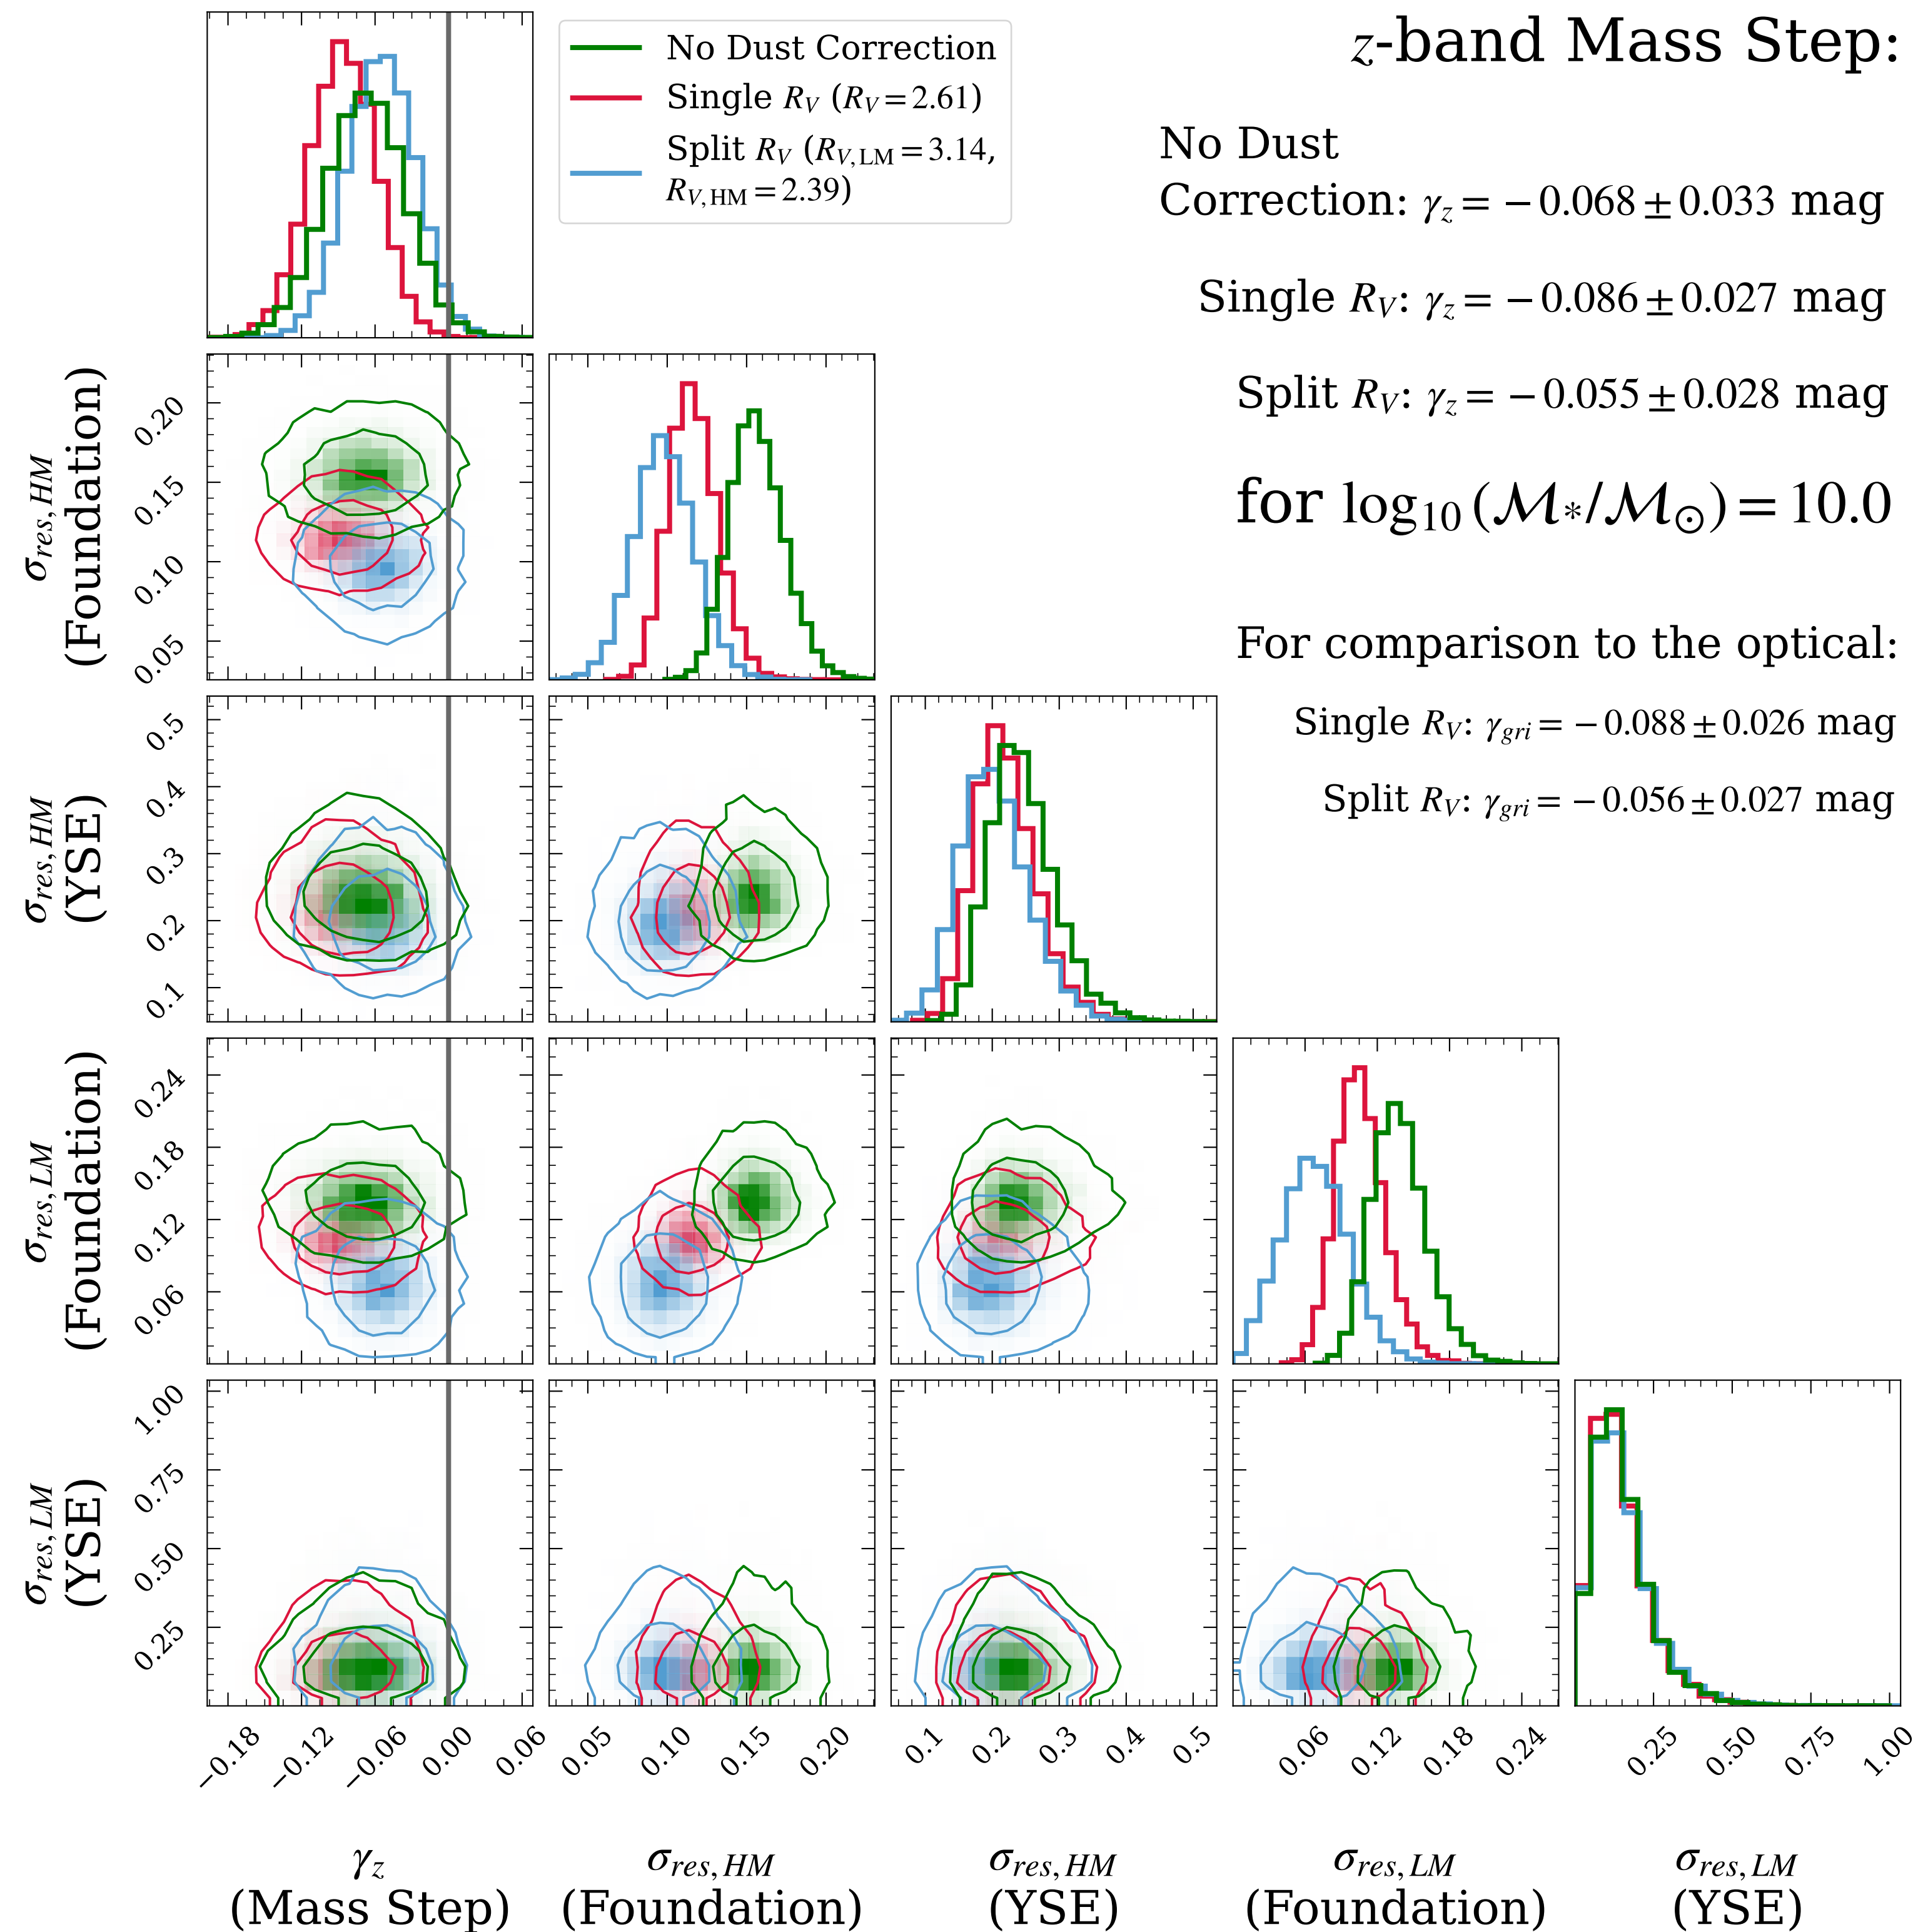 No Dust Correction
Single R_V (R_V = 2.61)
Split R_V (R_V,LM = 3.14,
R_V,HM = 2.39)
z-band Mass Step:
No Dust
Correction: γ_z = −0.068 ± 0.033 mag
Single R_V: γ_z = −0.086 ± 0.027 mag
Split R_V: γ_z = −0.055 ± 0.028 mag
for log₁₀(ℳ*/ℳ⊙) = 10.0
For comparison to the optical:
Single R_V: γ_gri = −0.088 ± 0.026 mag
Split R_V: γ_gri = −0.056 ± 0.027 mag
σ_res,HM
(Foundation)
0.20
0.15
0.10
0.05
σ_res,HM
(YSE)
0.5
0.4
0.3
0.2
0.1
σ_res,LM
(Foundation)
0.24
0.18
0.12
0.06
σ_res,LM
(YSE)
1.00
0.75
0.50
0.25
−0.18 −0.12 −0.06 0.00 0.06
0.05 0.10 0.15 0.20
0.1 0.2 0.3 0.4 0.5
0.06 0.12 0.18 0.24
0.25 0.50 0.75 1.00
γ_z
(Mass Step)
σ_res,HM
(Foundation)
σ_res,HM
(YSE)
σ_res,LM
(Foundation)
σ_res,LM
(YSE)